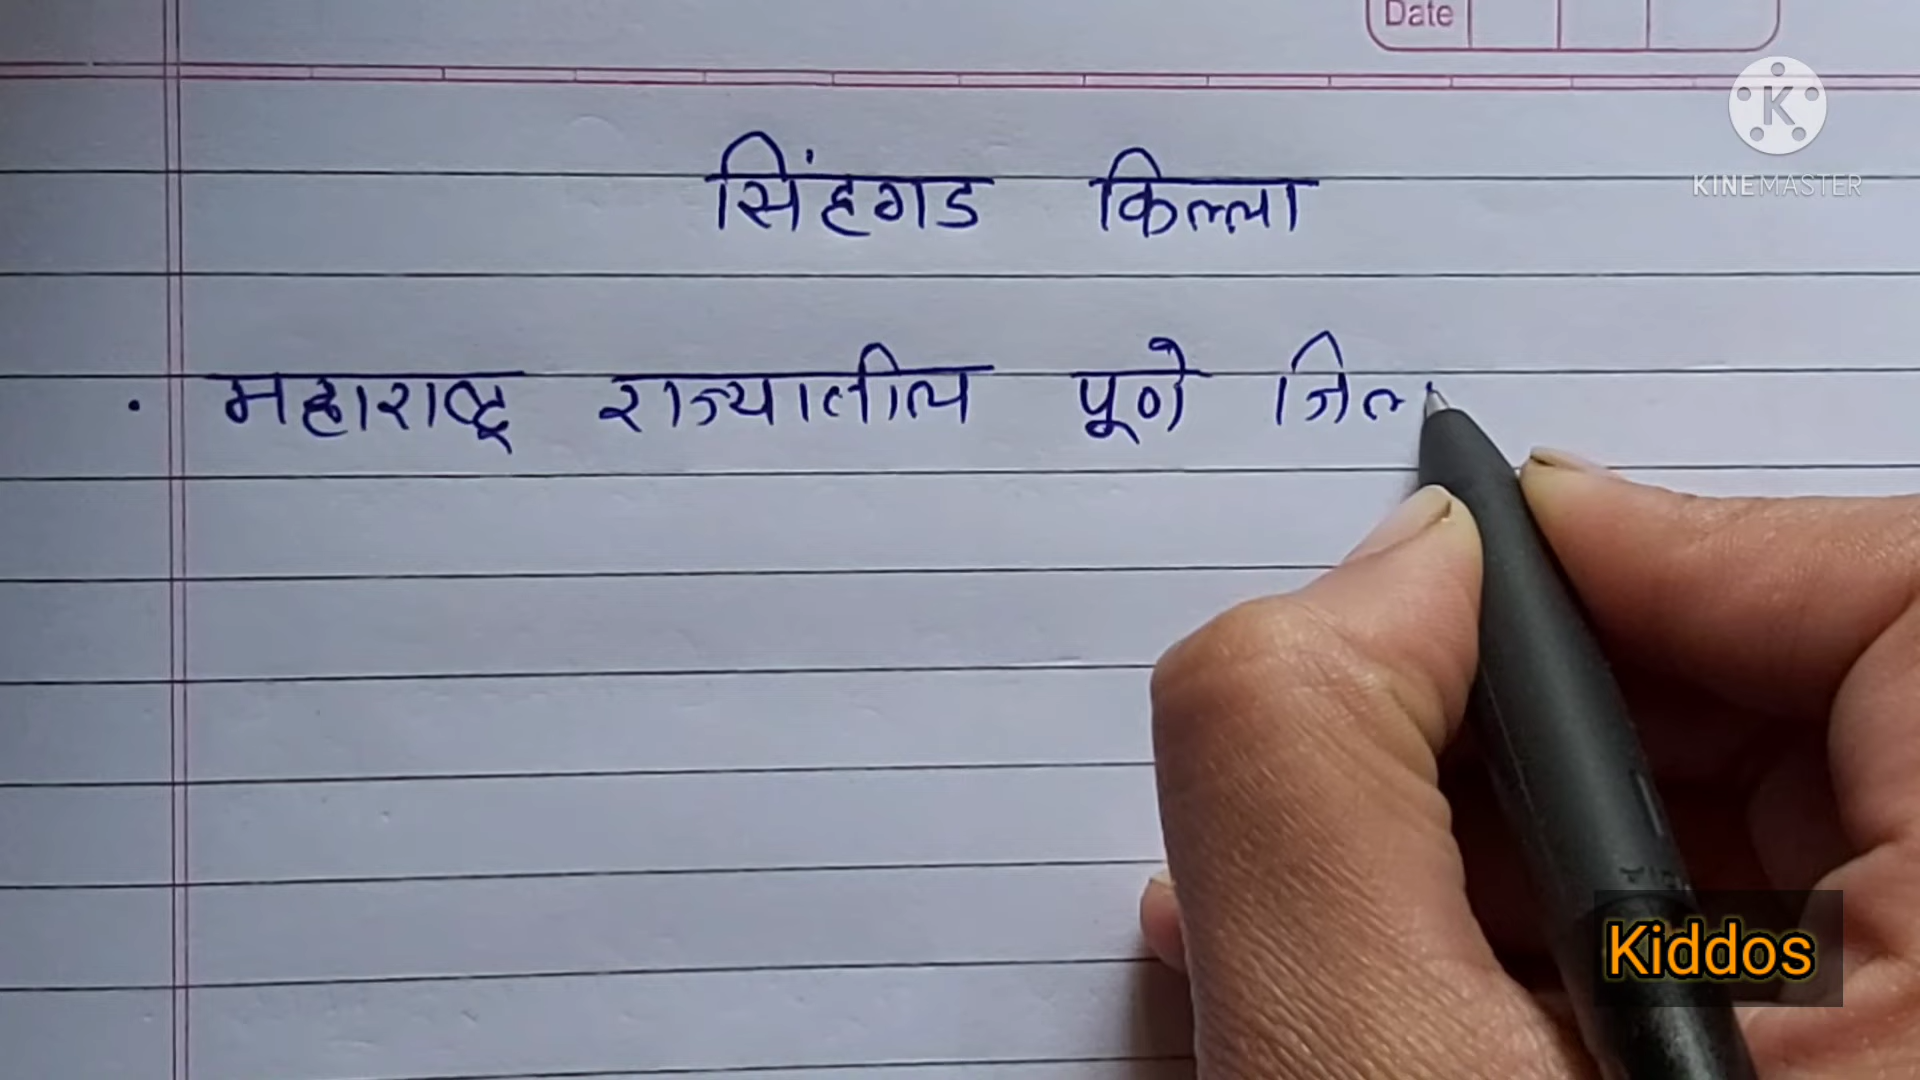 Date
KINEMASTER
सिंहगड किल्ला
. महाराष्ट्र राज्यातील पूणे जिल
Kiddos